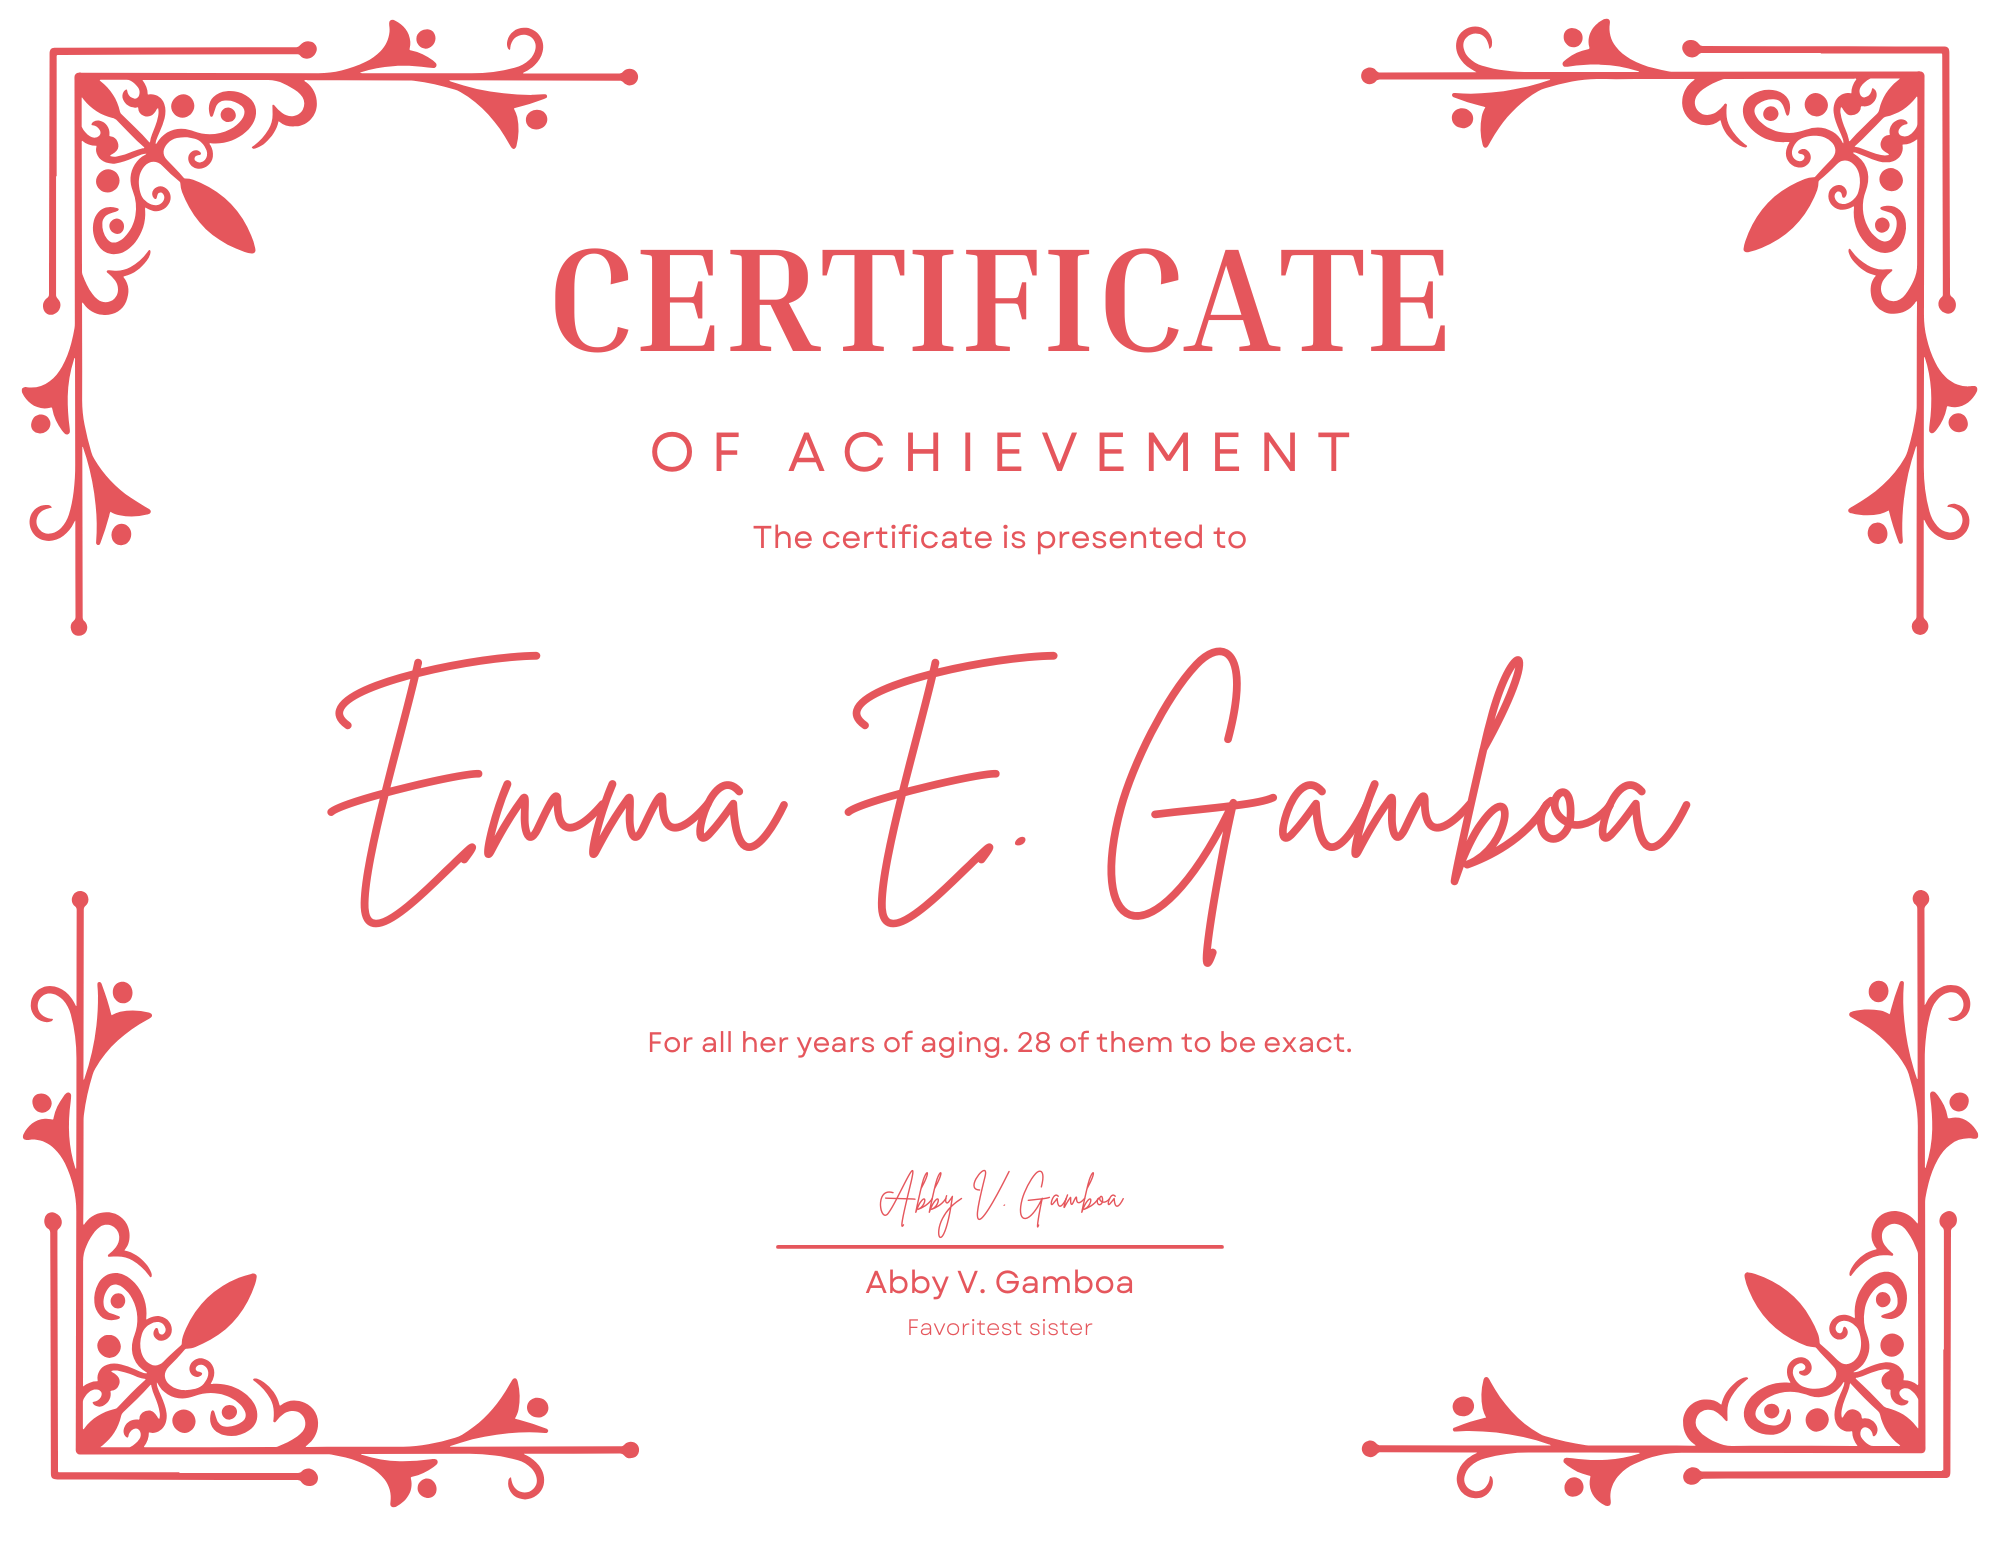 CERTIFICATE
OF ACHIEVEMENT
The certificate is presented to
Emma E. Gamboa
For all her years of aging. 28 of them to be exact.
Abby V. Gamboa
Abby V. Gamboa
Favoritest sister